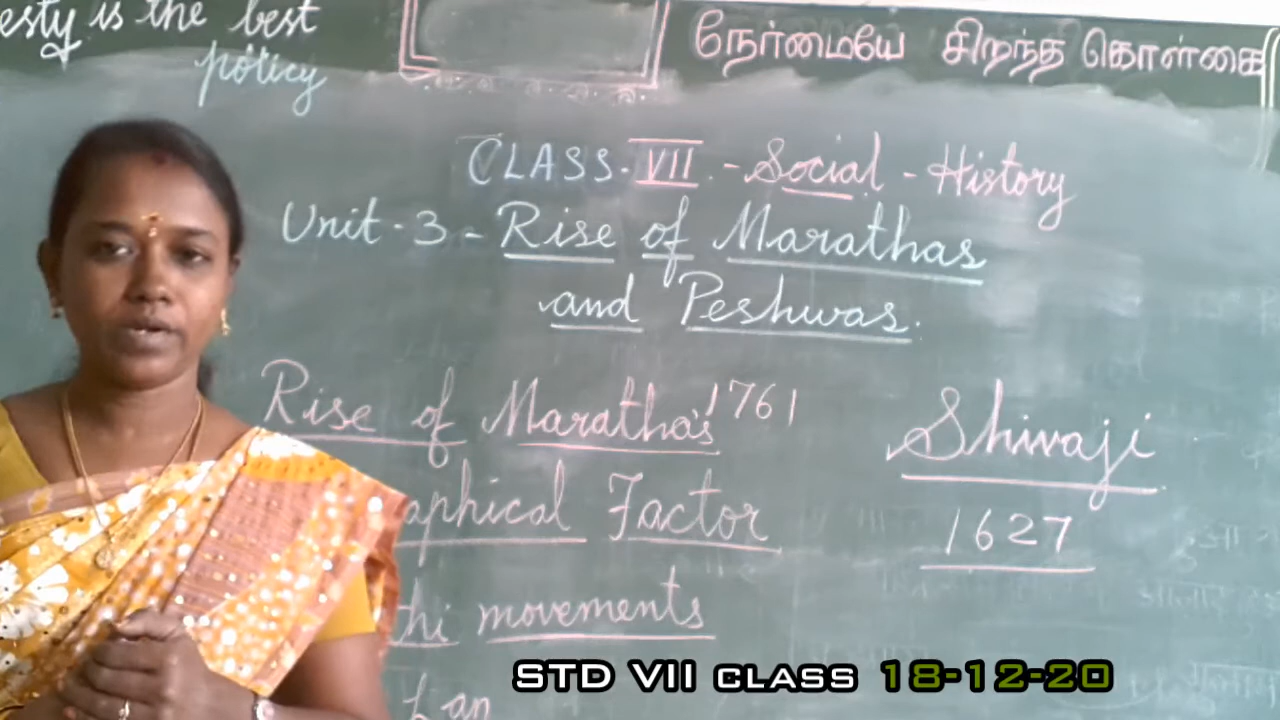 esty is the best
policy
நேர்மையே சிறந்த கொள்கை
CLASS - VII - Social - History
Unit - 3 - Rise of Marathas
and Peshwas.
Rise of Maratha's 1761
aphical Factor
thi movements
Lan
Shivaji
1627
STD VII CLASS 18-12-20